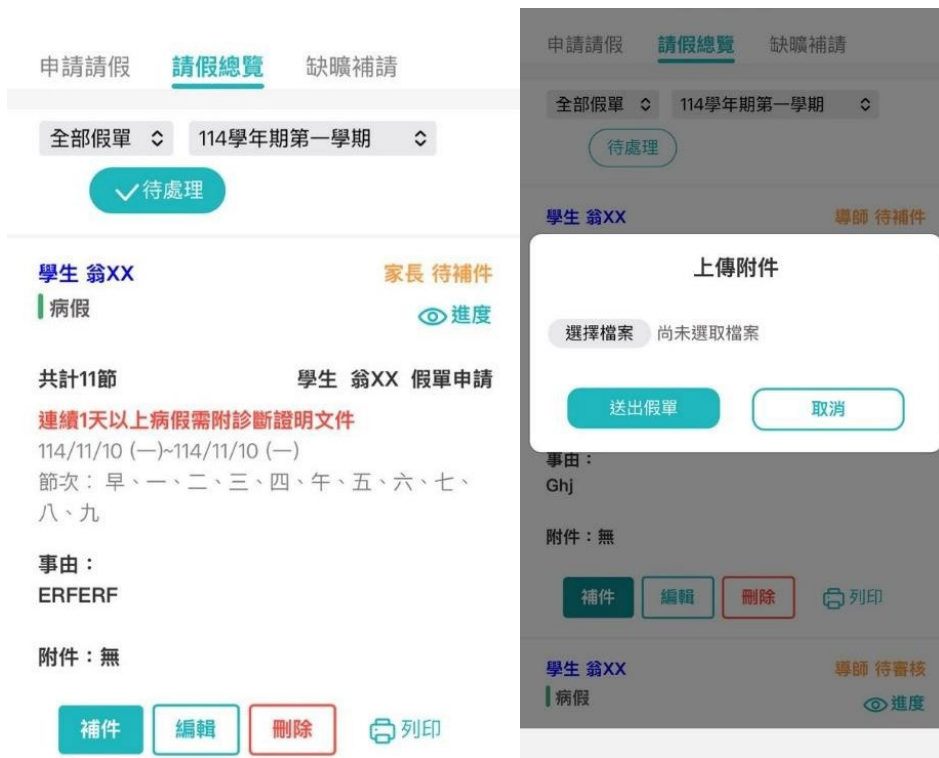 申請請假 請假總覽 缺曠補請
全部假單 114學年期第一學期
待處理
學生 翁XX 家長 待補件
病假 進度
共計11節 學生 翁XX 假單申請
連續1天以上病假需附診斷證明文件
114/11/10 (一)~114/11/10 (一)
節次： 早、一、二、三、四、午、五、六、七、
八、九
事由：
ERFERF
附件：無
補件 編輯 刪除 列印
申請請假 請假總覽 缺曠補請
全部假單 114學年期第一學期
待處理
學生 翁XX 導師 待補件
上傳附件
選擇檔案 尚未選取檔案
送出假單 取消
事由：
Ghj
附件：無
補件 編輯 刪除 列印
學生 翁XX 導師 待審核
病假 進度